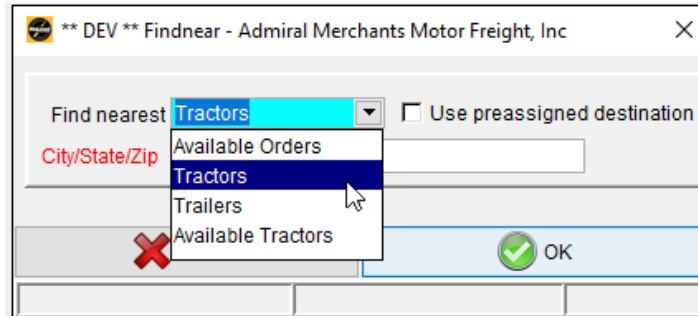 ** DEV ** Findnear - Admiral Merchants Motor Freight, Inc
Find nearest Tractors Use preassigned destination
City/State/Zip
Available Orders
Tractors
Trailers
Available Tractors
OK